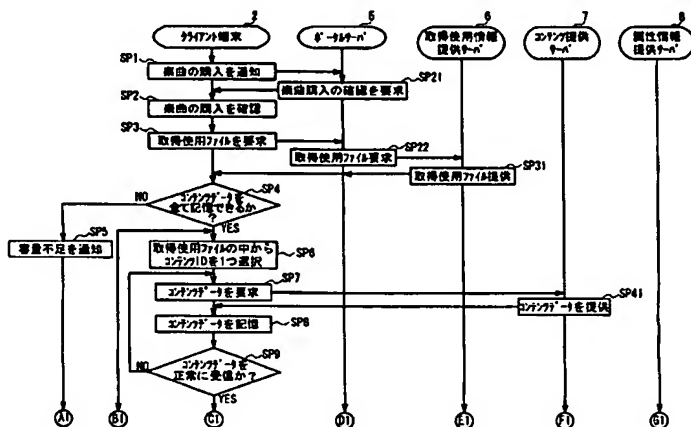 2
5
6
7
8
クライアント端末
ポータルサーバ
取得使用情報
提供サーバ
コンテンツ提供
サーバ
属性情報
提供サーバ
SP1
楽曲の購入を通知
SP21
楽曲購入の確認を要求
SP2
楽曲の購入を確認
SP3
取得使用ファイルを要求
SP22
取得使用ファイル要求
SP31
取得使用ファイル提供
SP4
コンテンツデータを
全て記憶できるか
?
NO
YES
SP5
容量不足を通知
取得使用ファイルの中から
コンテンツIDを1つ選択
SP6
SP7
コンテンツデータを要求
SP41
コンテンツデータを提供
コンテンツデータを記憶
SP8
SP9
コンテンツデータを
正常に受信か?
NO
YES
A1
B1
C1
D1
E1
F1
G1